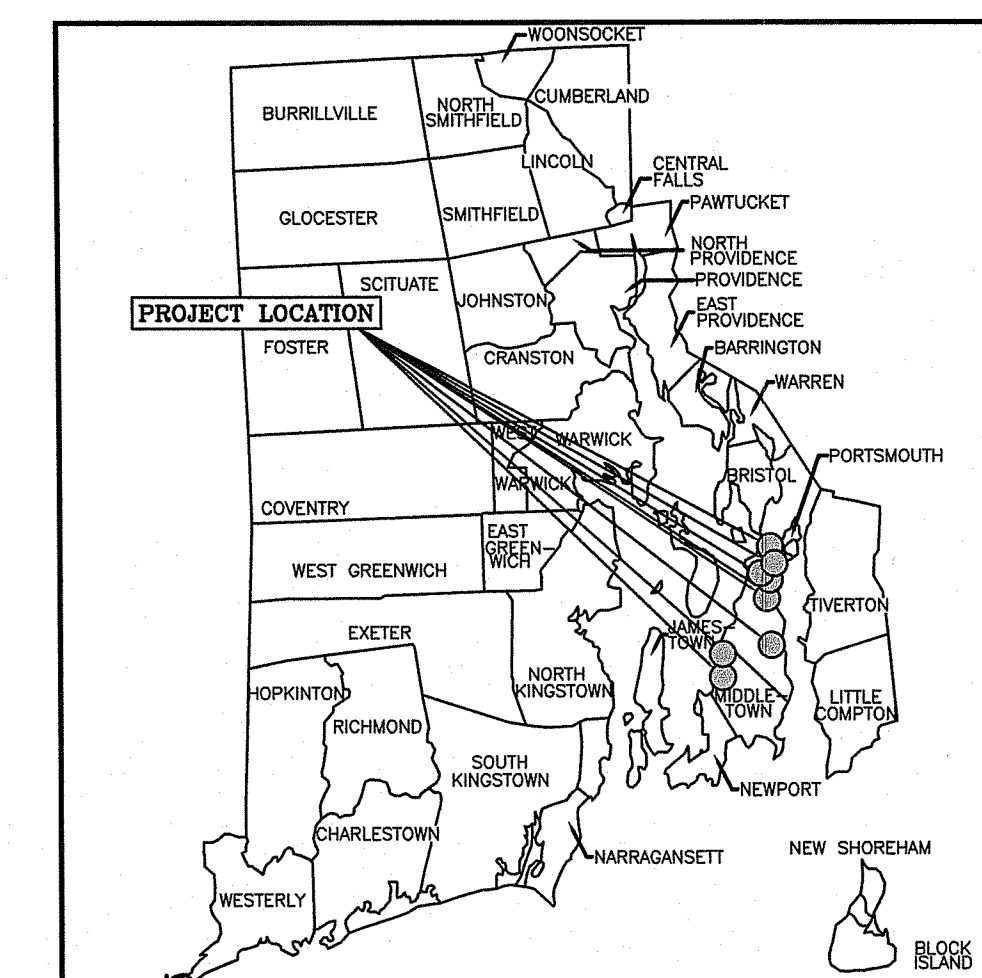 WOONSOCKET
BURRILLVILLE
NORTH
SMITHFIELD
CUMBERLAND
LINCOLN
CENTRAL
FALLS
PAWTUCKET
GLOCESTER
SMITHFIELD
NORTH
PROVIDENCE
PROVIDENCE
SCITUATE
JOHNSTON
EAST
PROVIDENCE
PROJECT LOCATION
FOSTER
CRANSTON
BARRINGTON
WARREN
WEST
WARWICK
WARWICK
PORTSMOUTH
BRISTOL
COVENTRY
EAST
GREEN-
WICH
WEST GREENWICH
TIVERTON
EXETER
JAMES-
TOWN
HOPKINTON
NORTH
KINGSTOWN
MIDDLE-
TOWN
LITTLE
COMPTON
RICHMOND
SOUTH
KINGSTOWN
NEWPORT
CHARLESTOWN
NARRAGANSETT
NEW SHOREHAM
WESTERLY
BLOCK
ISLAND